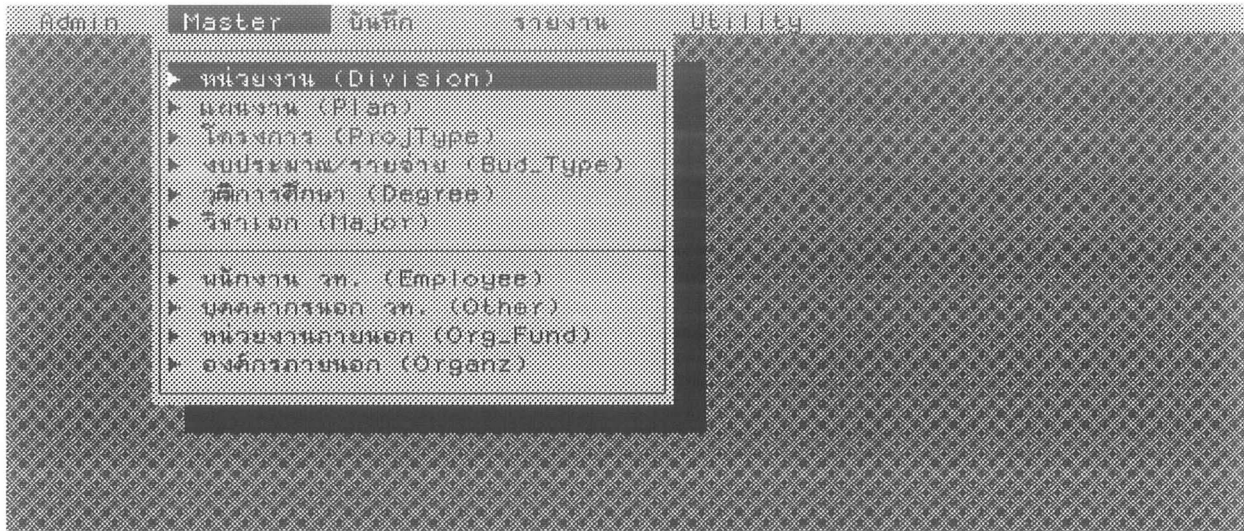 Admin Master บันทึก รายงาน Utility
► หน่วยงาน (Division)
► แผนงาน (Plan)
► โครงการ (ProjType)
► งบประมาณ/รายจ่าย (Bud_Type)
► วุฒิการศึกษา (Degree)
► วิชาเอก (Major)
► พนักงาน วท. (Employee)
► บุคคลากรนอก วท. (Other)
► หน่วยงานภายนอก (Org_Fund)
► องค์กรภายนอก (Organz)